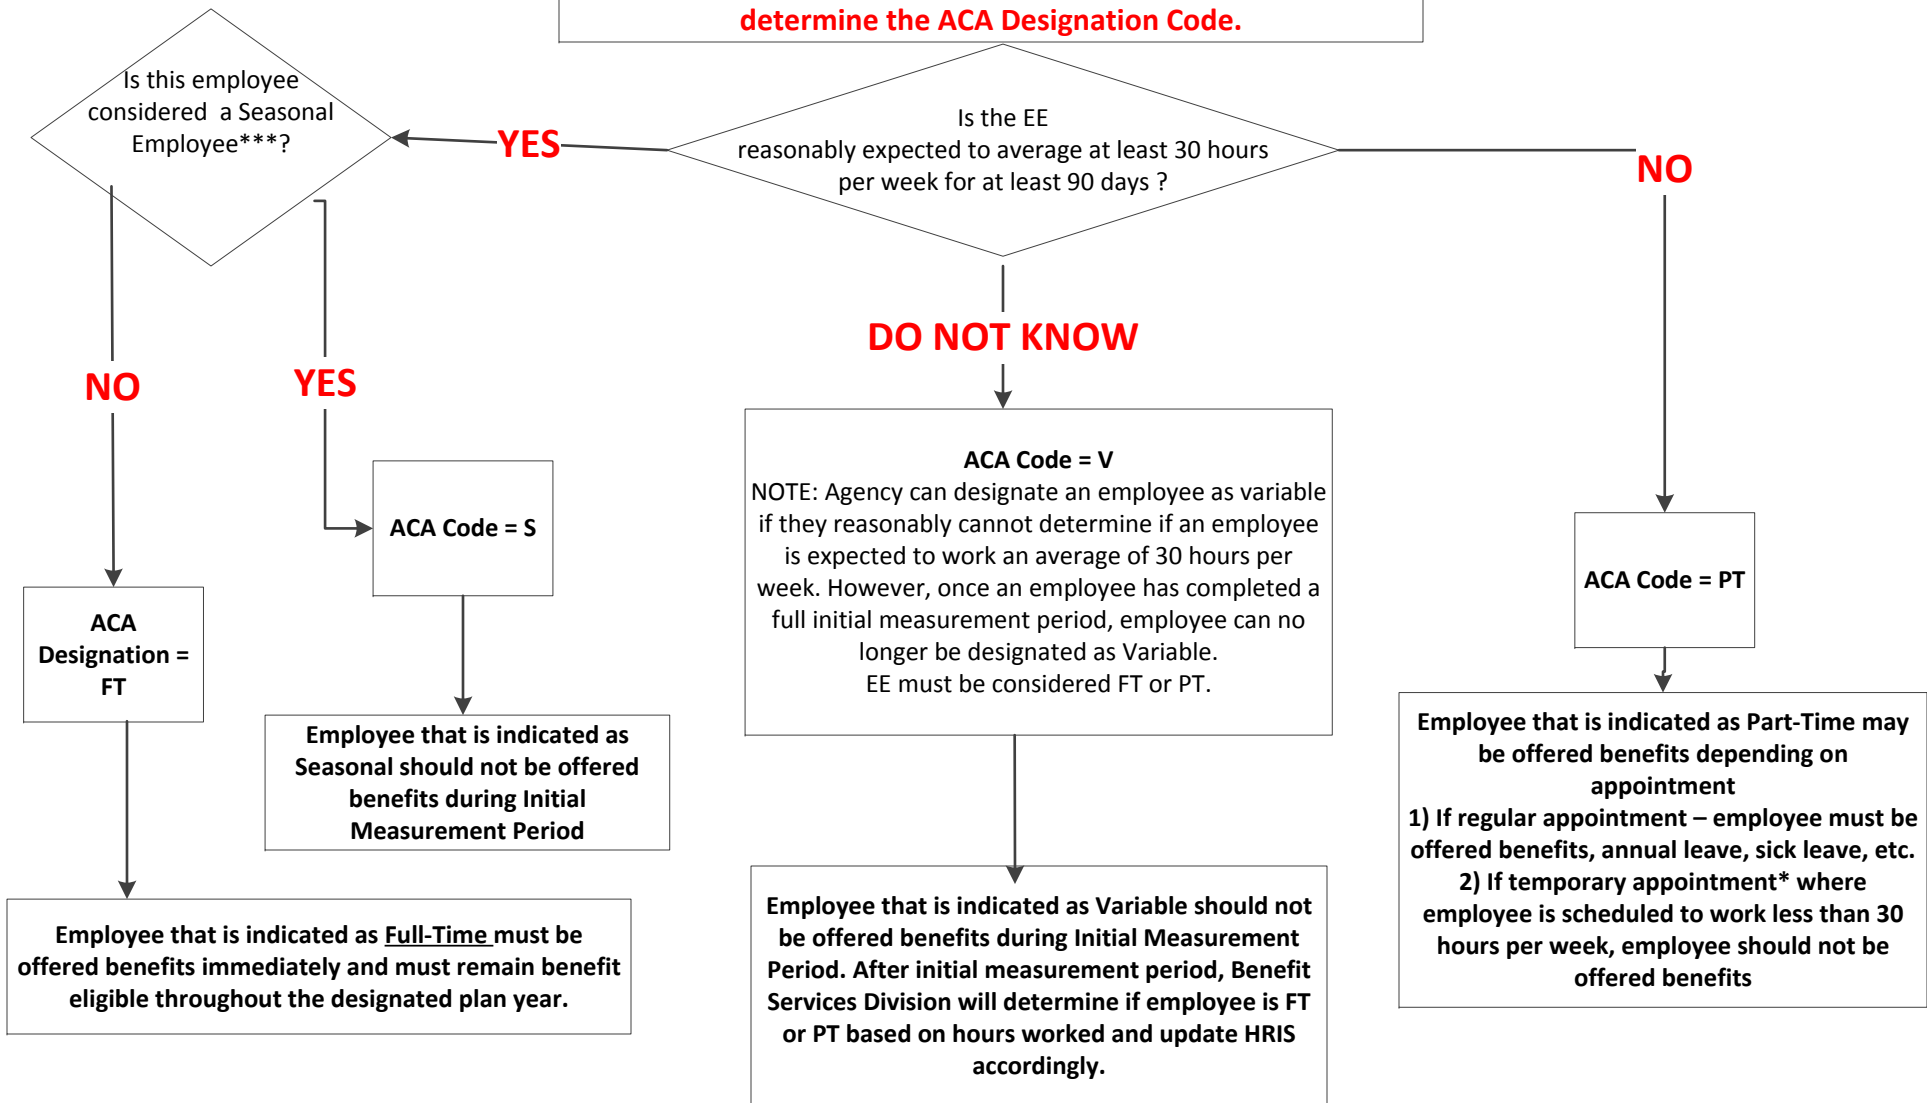 determine the ACA Designation Code.
Is this employee
considered  a Seasonal
Employee***?
YES
Is the EE
reasonably expected to average at least 30 hours
per week for at least 90 days ?
NO
DO NOT KNOW
NO
YES
ACA Code = V
NOTE: Agency can designate an employee as variable
if they reasonably cannot determine if an employee
is expected to work an average of 30 hours per
week. However, once an employee has completed a
full initial measurement period, employee can no
longer be designated as Variable.
EE must be considered FT or PT.
ACA Code = S
ACA Code = PT
ACA
Designation =
FT
Employee that is indicated as
Seasonal should not be offered
benefits during Initial
Measurement Period
Employee that is indicated as Part-Time may
be offered benefits depending on
appointment
1) If regular appointment – employee must be
offered benefits, annual leave, sick leave, etc.
2) If temporary appointment* where
employee is scheduled to work less than 30
hours per week, employee should not be
offered benefits
Employee that is indicated as Full-Time must be
offered benefits immediately and must remain benefit
eligible throughout the designated plan year.
Employee that is indicated as Variable should not
be offered benefits during Initial Measurement
Period. After initial measurement period, Benefit
Services Division will determine if employee is FT
or PT based on hours worked and update HRIS
accordingly.